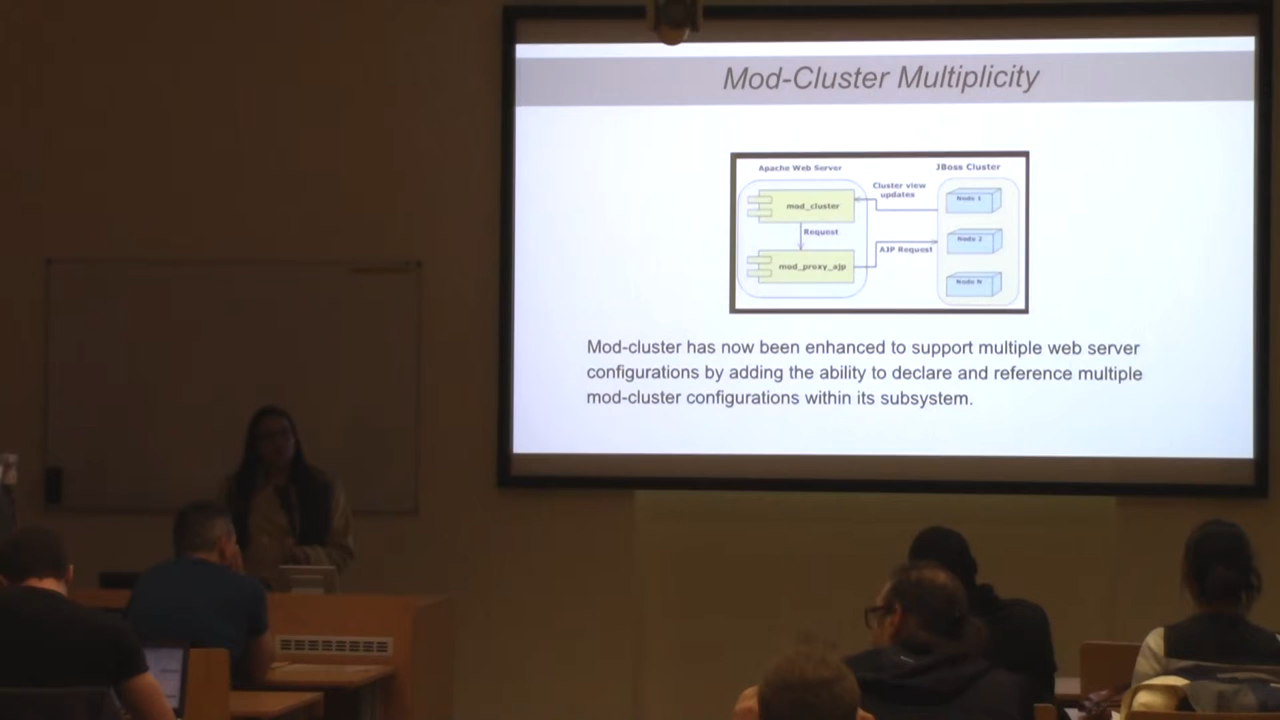 Mod-Cluster Multiplicity
Apache Web Server
JBoss Cluster
Cluster view
updates
mod_cluster
Node 1
Request
Node 2
AJP Request
mod_proxy_ajp
Node N
Mod-cluster has now been enhanced to support multiple web server
configurations by adding the ability to declare and reference multiple
mod-cluster configurations within its subsystem.